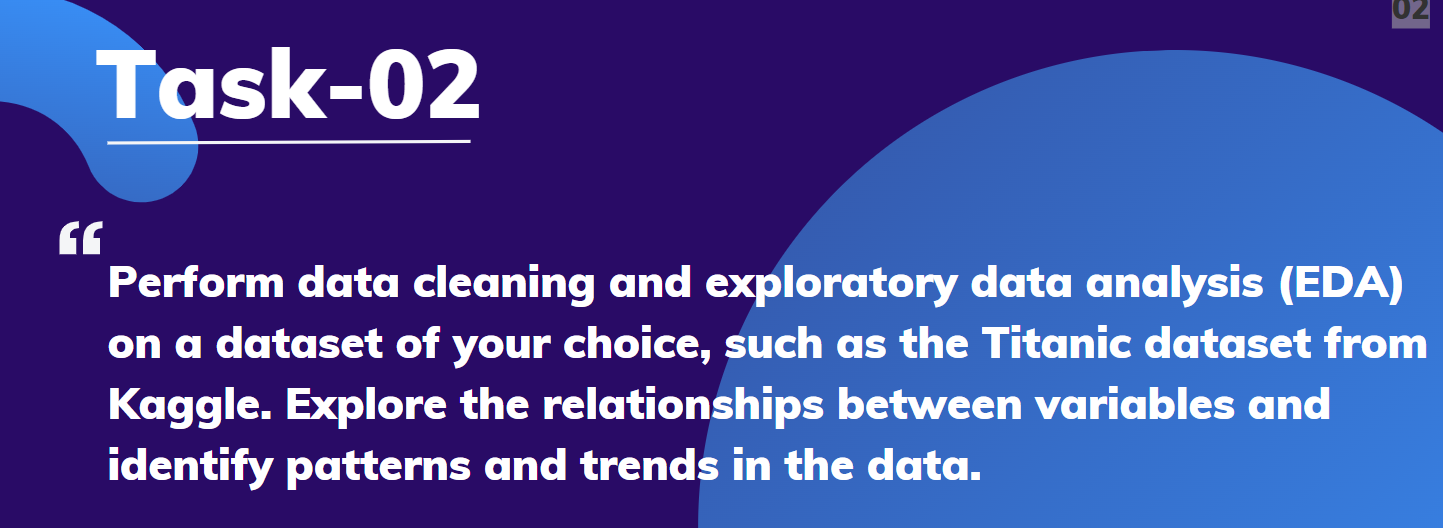 02
Task-02
“
Perform data cleaning and exploratory data analysis (EDA)
on a dataset of your choice, such as the Titanic dataset from
Kaggle. Explore the relationships between variables and
identify patterns and trends in the data.